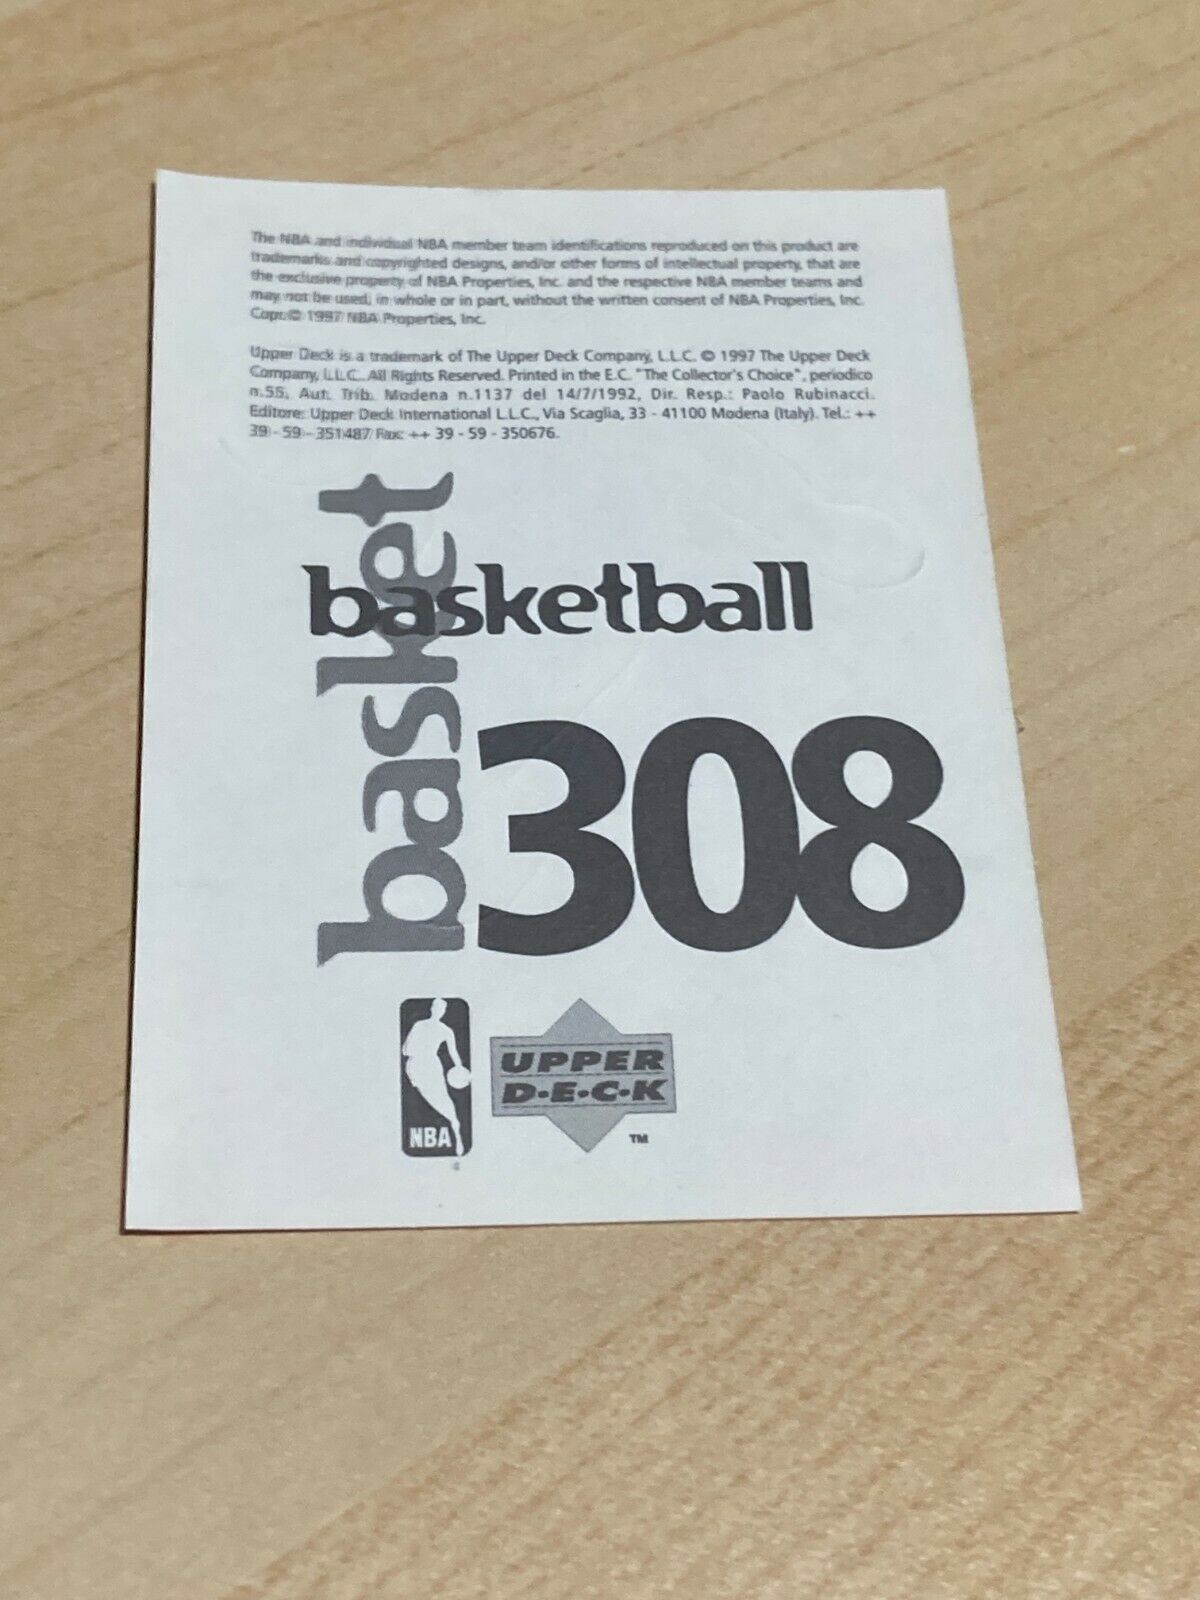 The NBA and individual NBA member team identifications reproduced on this product are
trademarks and copyrighted designs, and/or other forms of intellectual property, that are
the exclusive property of NBA Properties, Inc. and the respective NBA member teams and
may not be used, in whole or in part, without the written consent of NBA Properties, Inc.
Copr.© 1997 NBA Properties, Inc.
Upper Deck is a trademark of The Upper Deck Company, L.L.C. © 1997 The Upper Deck
Company, L.L.C. All Rights Reserved. Printed in the E.C. "The Collector's Choice", periodico
n.55, Aut. Trib. Modena n.1137 del 14/7/1992, Dir. Resp.: Paolo Rubinacci.
Editore: Upper Deck International L.L.C., Via Scaglia, 33 - 41100 Modena (Italy). Tel.: ++
39 - 59 - 351487 Fax: ++ 39 - 59 - 350676.
basket
basketball
308
NBA
UPPER
D•E•C•K
TM